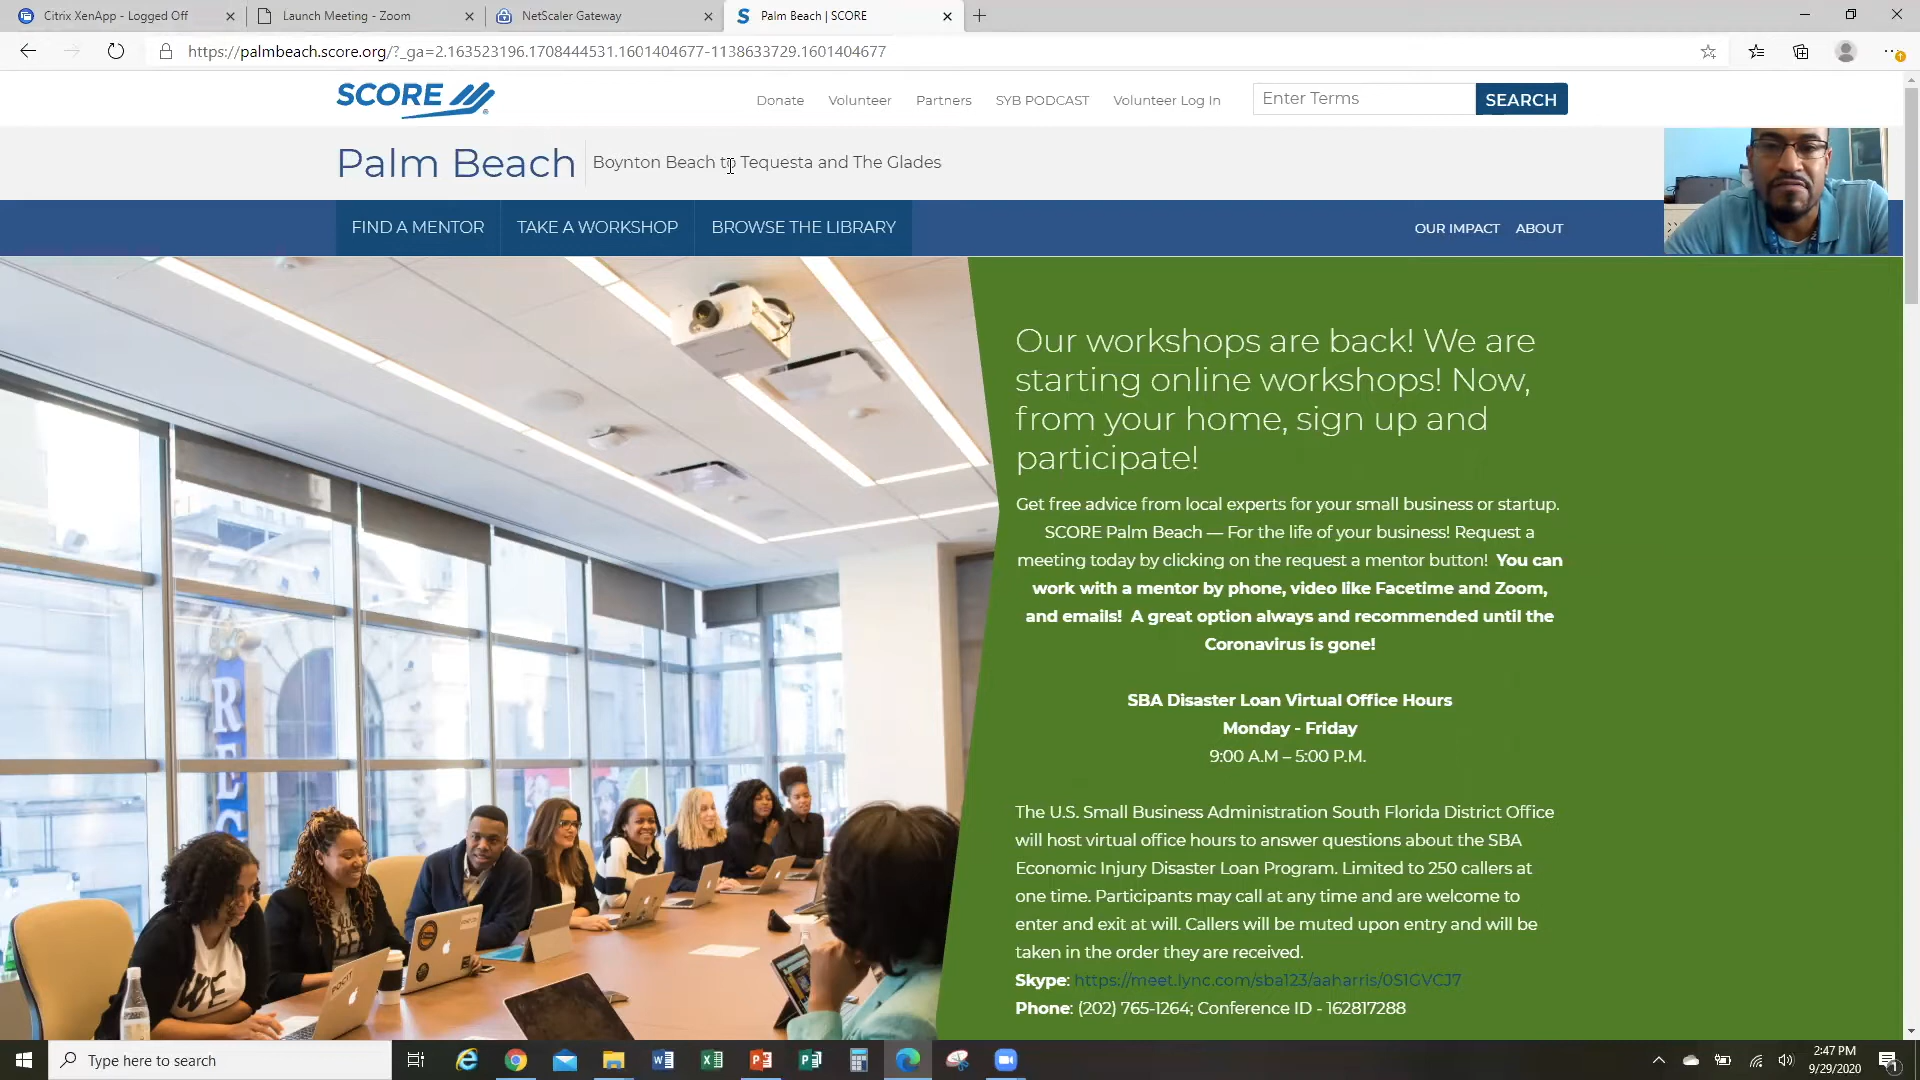 Citrix XenApp - Logged Off
Launch Meeting - Zoom
NetScaler Gateway
Palm Beach | SCORE
https://palmbeach.score.org/?_ga=2.163523196.1708444531.1601404677-1138633729.1601404677
SCORE
Donate Volunteer Partners SYB PODCAST Volunteer Log In
Enter Terms SEARCH
Palm Beach
Boynton Beach to Tequesta and The Glades
FIND A MENTOR TAKE A WORKSHOP BROWSE THE LIBRARY OUR IMPACT ABOUT
Our workshops are back! We are
starting online workshops! Now,
from your home, sign up and
participate!
Get free advice from local experts for your small business or startup.
SCORE Palm Beach — For the life of your business! Request a
meeting today by clicking on the request a mentor button! You can
work with a mentor by phone, video like Facetime and Zoom,
and emails! A great option always and recommended until the
Coronavirus is gone!
SBA Disaster Loan Virtual Office Hours
Monday - Friday
9:00 A.M – 5:00 P.M.
The U.S. Small Business Administration South Florida District Office
will host virtual office hours to answer questions about the SBA
Economic Injury Disaster Loan Program. Limited to 250 callers at
one time. Participants may call at any time and are welcome to
enter and exit at will. Callers will be muted upon entry and will be
taken in the order they are received.
Skype: https://meet.lync.com/sba123/aaharris/0S1GVCJ7
Phone: (202) 765-1264; Conference ID - 162817288
REC
WE
Type here to search
2:47 PM
9/29/2020
1